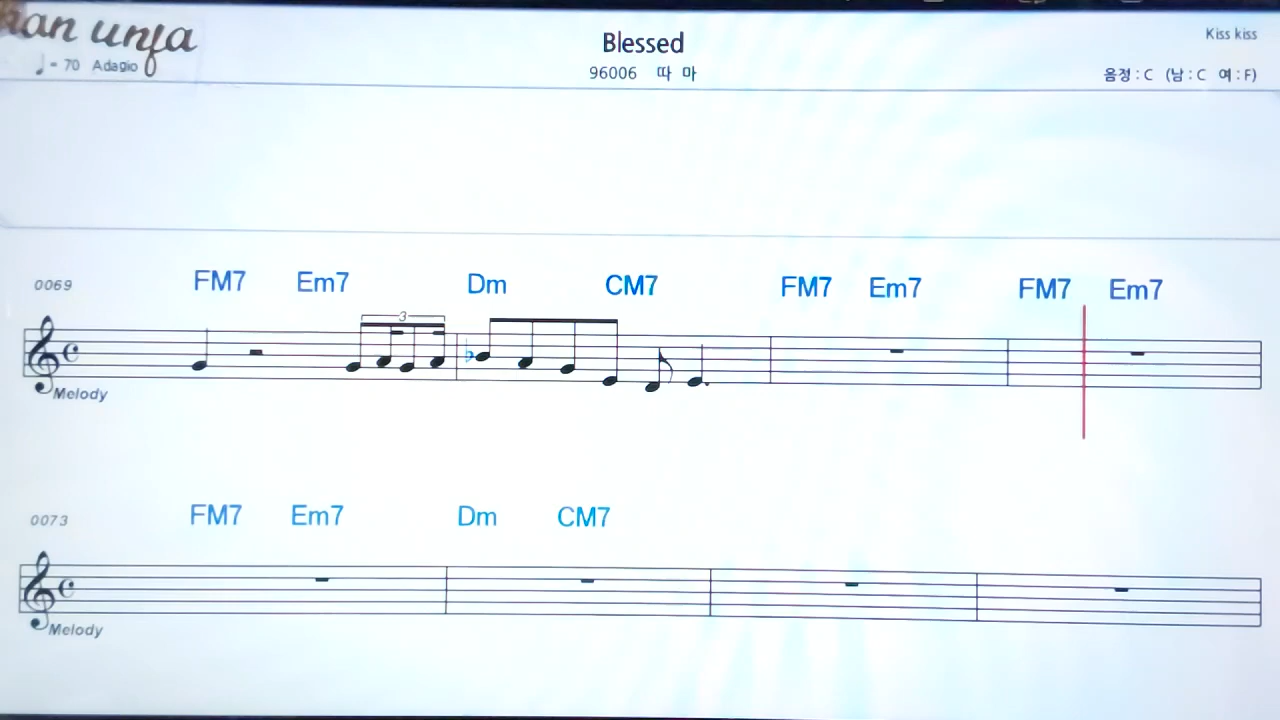 an unja
♩= 70 Adagio
Blessed
96006 따 마
Kiss kiss
음정 : C (남 : C 여 : F)
0069 FM7 Em7 Dm CM7 FM7 Em7 FM7 Em7
3
Melody
0073 FM7 Em7 Dm CM7
Melody